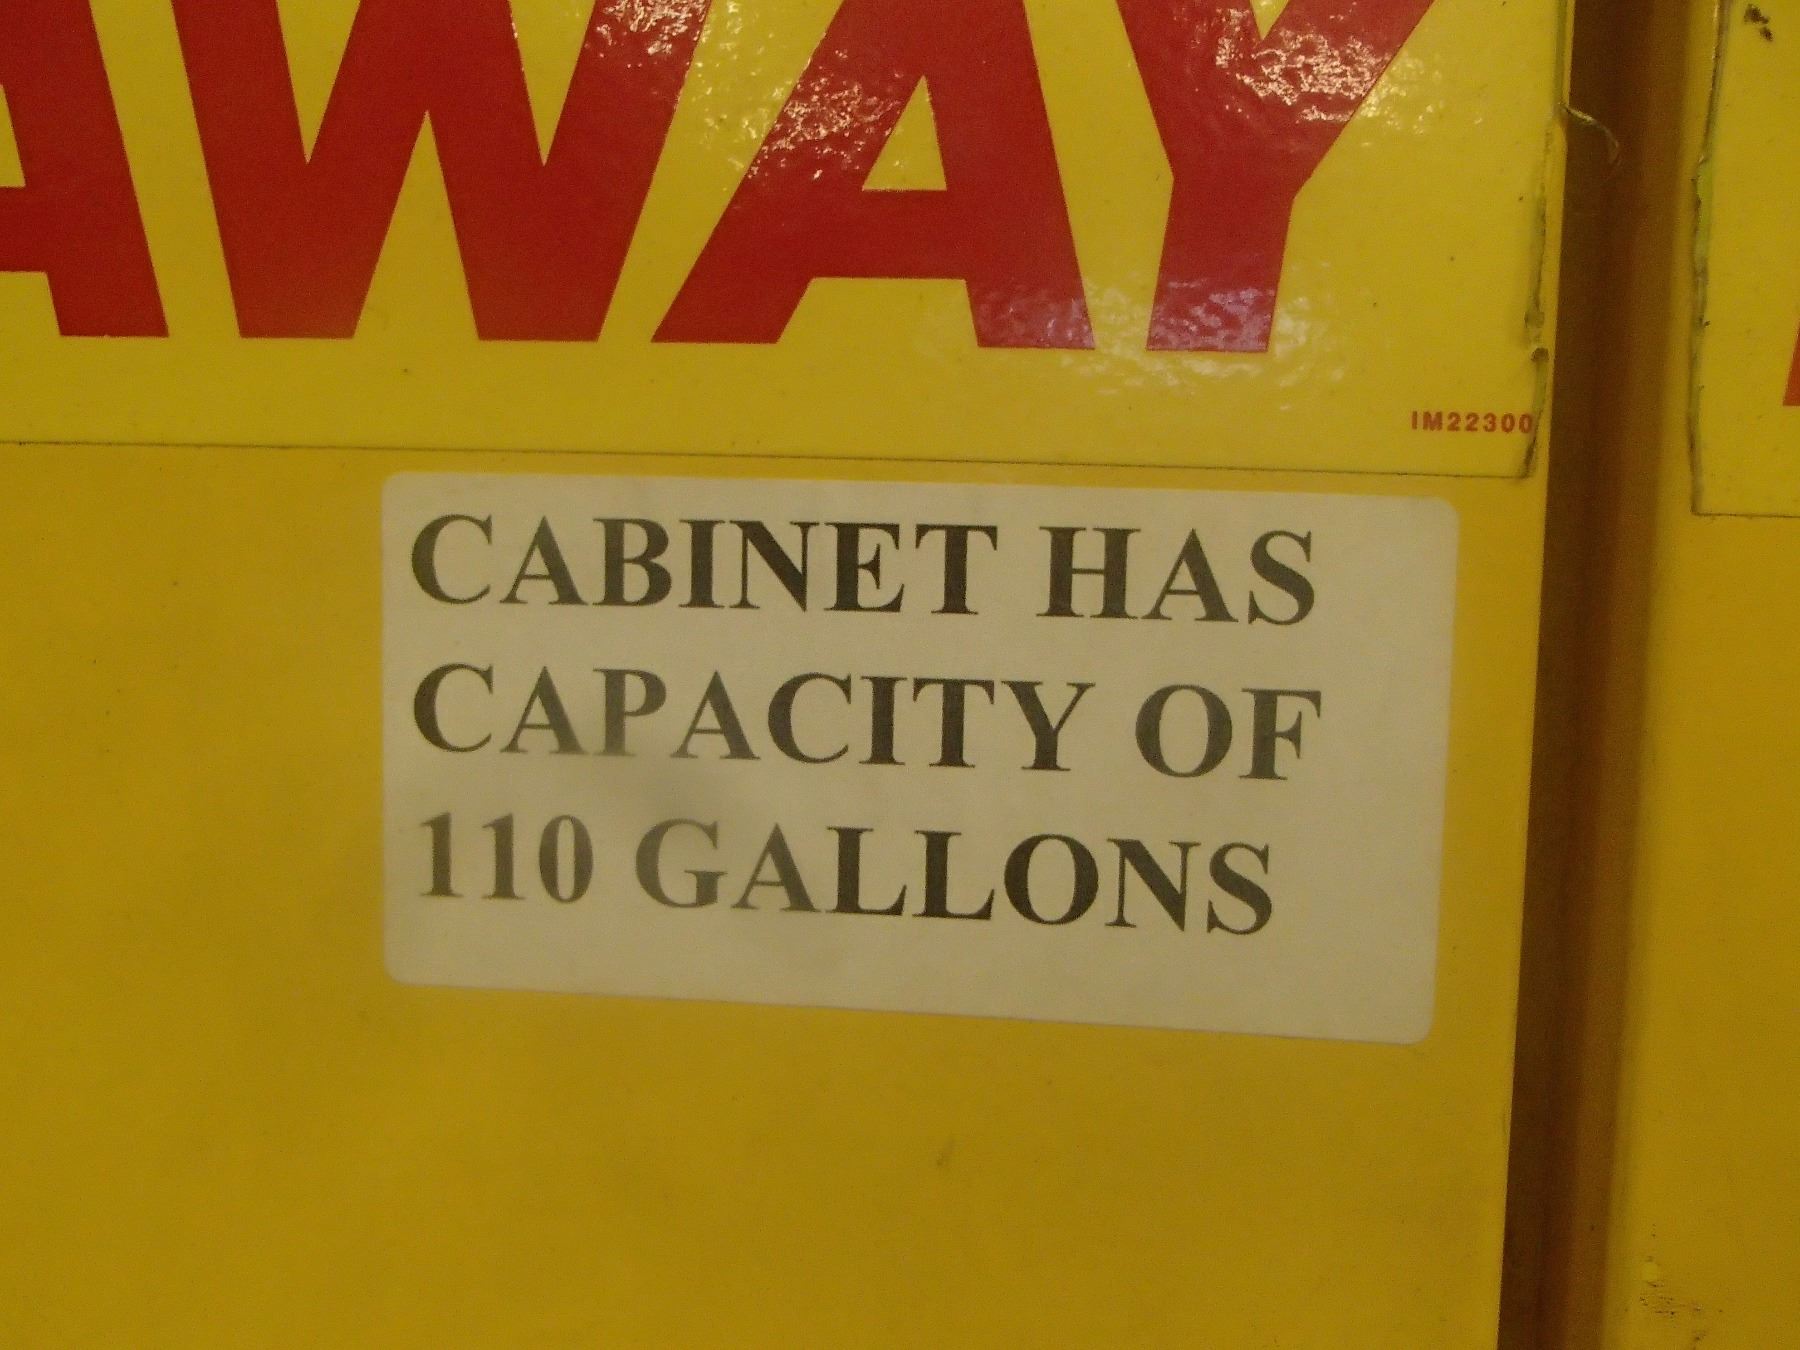 AWAY
IM22300
CABINET HAS
CAPACITY OF
110 GALLONS